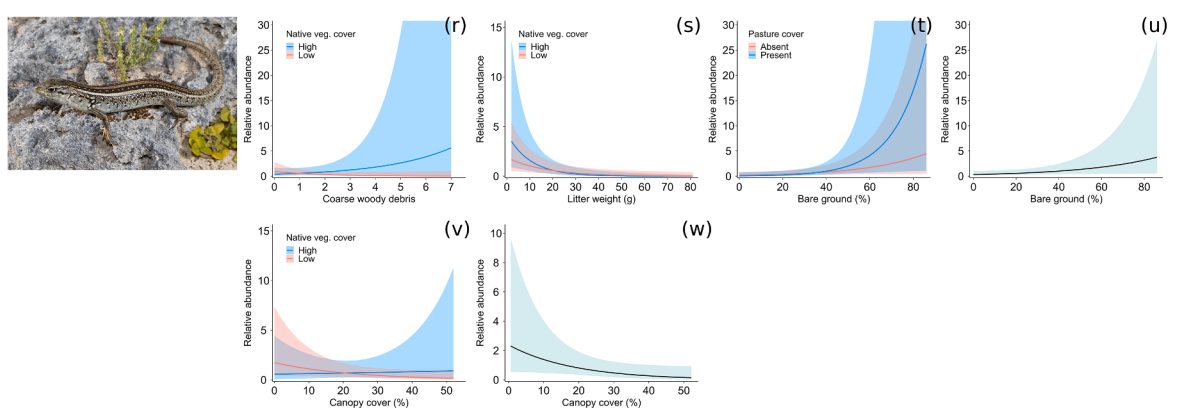 (r)
Native veg. cover
High
Low
Relative abundance
30
25
20
15
10
5
0
0 1 2 3 4 5 6 7
Coarse woody debris
(s)
Native veg. cover
High
Low
Relative abundance
15
10
5
0
0 10 20 30 40 50 60 70 80
Litter weight (g)
(t)
Pasture cover
Absent
Present
Relative abundance
30
25
20
15
10
5
0
0 20 40 60 80
Bare ground (%)
(u)
Relative abundance
30
25
20
15
10
5
0
0 20 40 60 80
Bare ground (%)
(v)
Native veg. cover
High
Low
Relative abundance
15
10
5
0
0 10 20 30 40 50
Canopy cover (%)
(w)
Relative abundance
10
8
6
4
2
0
0 10 20 30 40 50
Canopy cover (%)